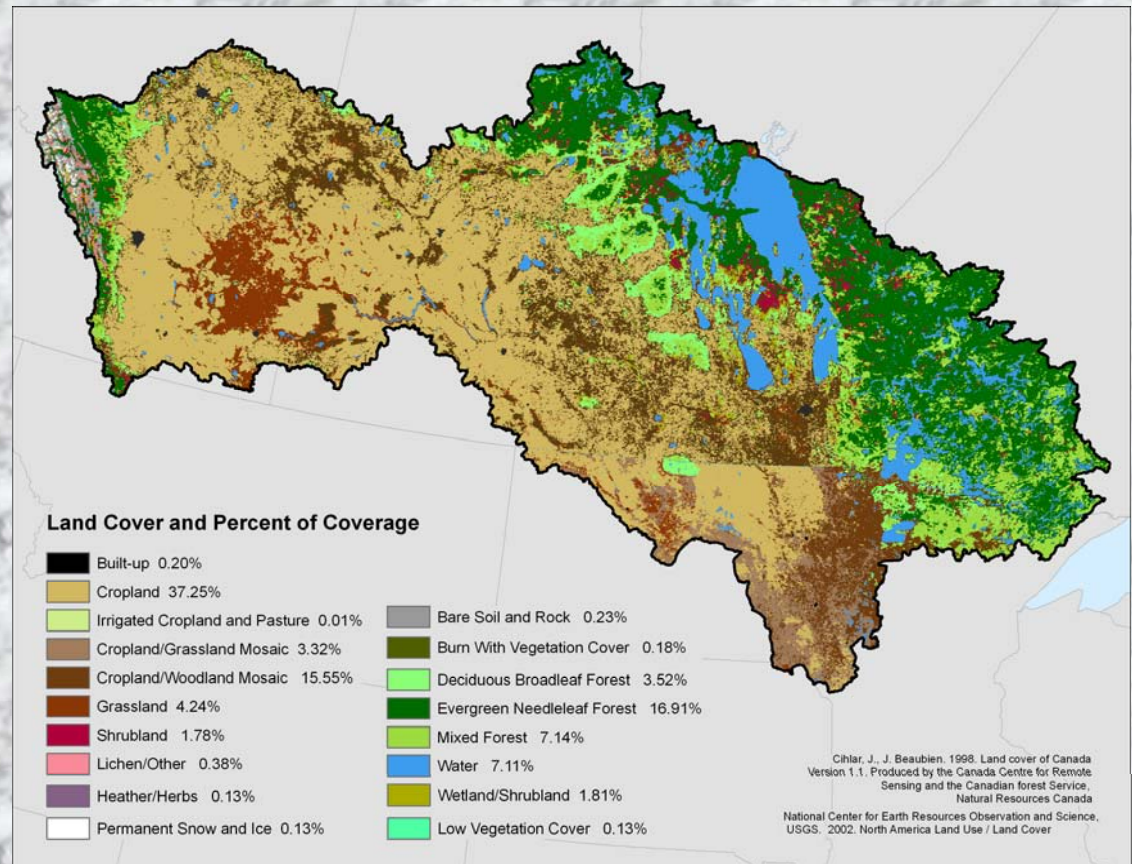 Land Cover and Percent of Coverage
Built-up 0.20%
Cropland 37.25%
Irrigated Cropland and Pasture 0.01%
Cropland/Grassland Mosaic 3.32%
Cropland/Woodland Mosaic 15.55%
Grassland 4.24%
Shrubland 1.78%
Lichen/Other 0.38%
Heather/Herbs 0.13%
Permanent Snow and Ice 0.13%
Bare Soil and Rock 0.23%
Burn With Vegetation Cover 0.18%
Deciduous Broadleaf Forest 3.52%
Evergreen Needleleaf Forest 16.91%
Mixed Forest 7.14%
Water 7.11%
Wetland/Shrubland 1.81%
Low Vegetation Cover 0.13%
Cihlar, J., J. Beaubien. 1998. Land cover of Canada
Version 1.1. Produced by the Canada Centre for Remote
Sensing and the Canadian forest Service,
Natural Resources Canada
National Center for Earth Resources Observation and Science,
USGS. 2002. North America Land Use / Land Cover